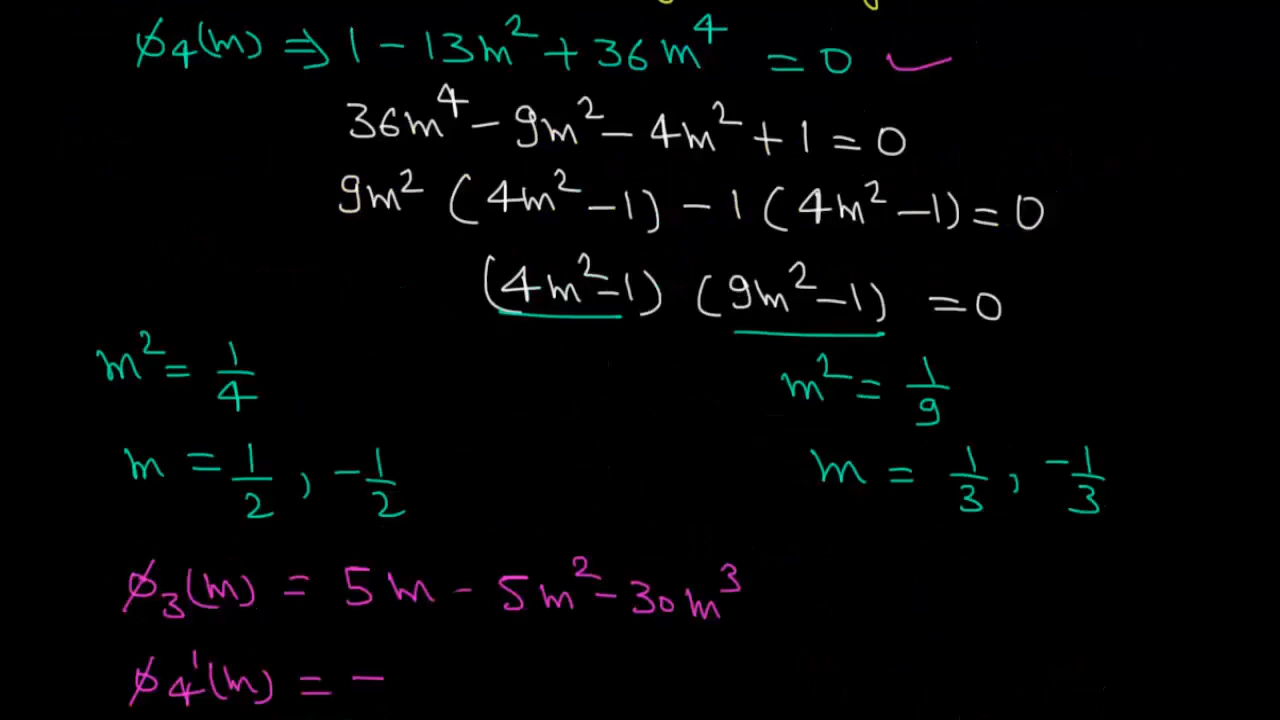 ϕ₄(m) ⇒ 1 - 13m² + 36m⁴ = 0 ✓
36m⁴ - 9m² - 4m² + 1 = 0
9m² (4m² - 1) - 1 (4m² - 1) = 0
(4m² - 1) (9m² - 1) = 0
m² = 1/4 m² = 1/9
m = 1/2 , -1/2 m = 1/3 , -1/3
ϕ₃(m) = 5m - 5m² - 30m³
ϕ₄'(m) = -